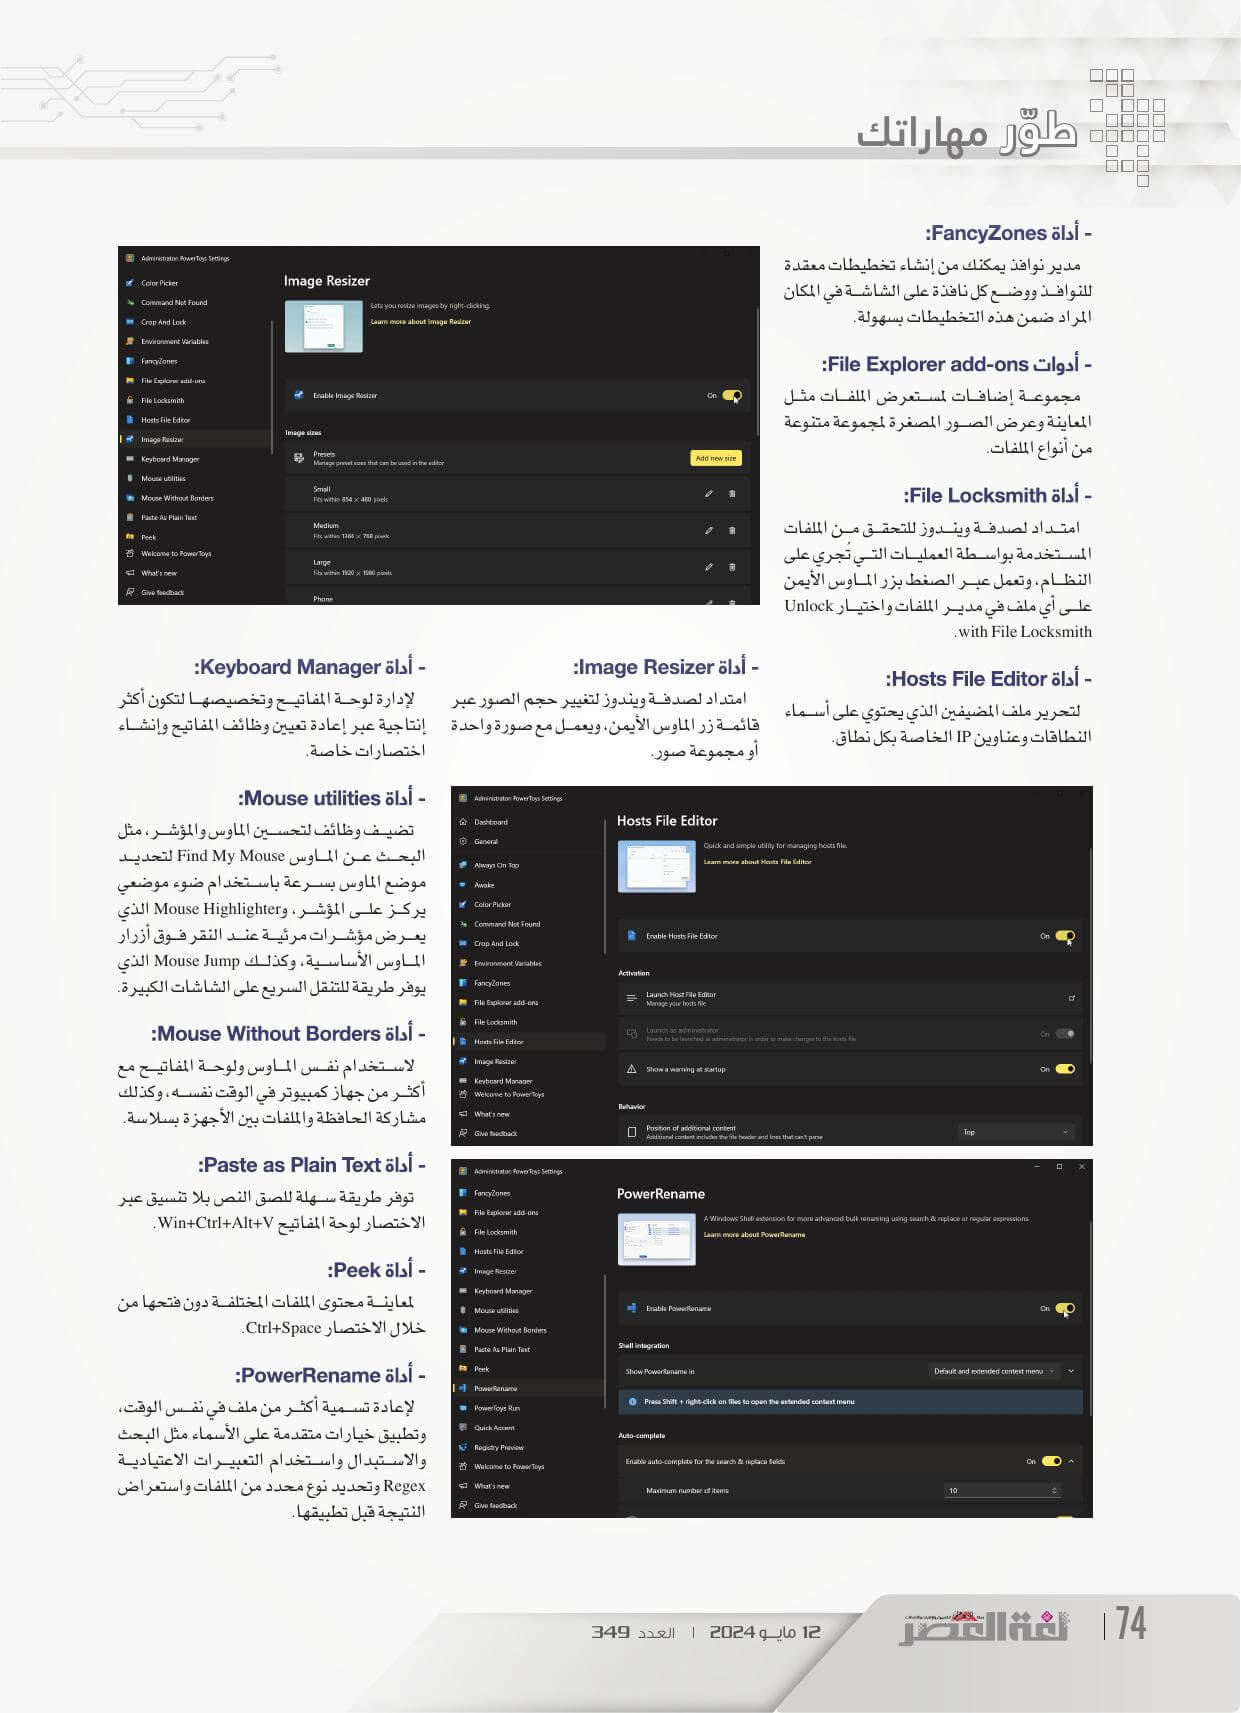 طوّر مهاراتك
- أداة FancyZones:
مدير نوافذ يمكنك من إنشاء تخطيطات معقدة
للنوافذ ووضع كل نافذة على الشاشة في المكان
المراد ضمن هذه التخطيطات بسهولة.
- أدوات File Explorer add-ons:
مجموعة إضافات لمستعرض الملفات مثل
المعاينة وعرض الصور المصغرة لمجموعة متنوعة
من أنواع الملفات.
- أداة File Locksmith:
امتداد لصدفة ويندوز للتحقق من الملفات
المستخدمة بواسطة العمليات التي تُجري على
النظام، وتعمل عبر الصغط بزر الماوس الأيمن
على أي ملف في مدير الملفات واختيار Unlock
with File Locksmith.
- أداة Hosts File Editor:
لتحرير ملف المضيفين الذي يحتوي على أسماء
النطاقات وعناوين IP الخاصة بكل نطاق.
Administrator: PowerToys Settings
Color Picker
Command Not Found
Crop And Lock
Environment Variables
FancyZones
File Explorer add-ons
File Locksmith
Hosts File Editor
Image Resizer
Keyboard Manager
Mouse utilities
Mouse Without Borders
Paste As Plain Text
Peek
Welcome to PowerToys
What's new
Give feedback
Image Resizer
Lets you resize images by right-clicking.
Learn more about Image Resizer
Enable Image Resizer
On
Image sizes
Presets
Manage preset sizes that can be used in the editor
Add new size
Small
Fits within 854 × 480 pixels
Medium
Fits within 1366 × 768 pixels
Large
Fits within 1920 × 1080 pixels
Phone
- أداة Image Resizer:
امتداد لصدفة ويندوز لتغيير حجم الصور عبر
قائمة زر الماوس الأيمن، ويعمل مع صورة واحدة
أو مجموعة صور.
Administrator: PowerToys Settings
Dashboard
General
Always On Top
Awake
Color Picker
Command Not Found
Crop And Lock
Environment Variables
FancyZones
File Explorer add-ons
File Locksmith
Hosts File Editor
Image Resizer
Keyboard Manager
Welcome to PowerToys
What's new
Give feedback
Hosts File Editor
Quick and simple utility for managing hosts file.
Learn more about Hosts File Editor
Enable Hosts File Editor
On
Activation
Launch Host File Editor
Manage your hosts file
Launch as administrator
Needs to be launched as administrator in order to make changes to the hosts file
On
Show a warning at startup
On
Behavior
Position of additional content
Additional content includes the file header and lines that can't parse
Top
Administrator: PowerToys Settings
FancyZones
File Explorer add-ons
File Locksmith
Hosts File Editor
Image Resizer
Keyboard Manager
Mouse utilities
Mouse Without Borders
Paste As Plain Text
Peek
PowerRename
PowerToys Run
Quick Accent
Registry Preview
Welcome to PowerToys
What's new
Give feedback
PowerRename
A Windows Shell extension for more advanced bulk renaming using search & replace or regular expressions
Learn more about PowerRename
Enable PowerRename
On
Shell integration
Show PowerRename in
Default and extended context menu
Press Shift + right-click on files to open the extended context menu
Auto-complete
Enable auto-complete for the search & replace fields
On
Maximum number of items
10
- أداة Keyboard Manager:
لإدارة لوحة المفاتيح وتخصيصها لتكون أكثر
إنتاجية عبر إعادة تعيين وظائف المفاتيح وإنشاء
اختصارات خاصة.
- أداة Mouse utilities:
تضيف وظائف لتحسين الماوس والمؤشر، مثل
البحث عن الماوس Find My Mouse لتحديد
موضع الماوس بسرعة باستخدام ضوء موضعي
يركز على المؤشر، وMouse Highlighter الذي
يعرض مؤشرات مرئية عند النقر فوق أزرار
الماوس الأساسية، وكذلك Mouse Jump الذي
يوفر طريقة للتنقل السريع على الشاشات الكبيرة.
- أداة Mouse Without Borders:
لاستخدام نفس الماوس ولوحة المفاتيح مع
أكثر من جهاز كمبيوتر في الوقت نفسه، وكذلك
مشاركة الحافظة والملفات بين الأجهزة بسلاسة.
- أداة Paste as Plain Text:
توفر طريقة سهلة للصق النص بلا تنسيق عبر
الاختصار لوحة المفاتيح Win+Ctrl+Alt+V.
- أداة Peek:
لمعاينة محتوى الملفات المختلفة دون فتحها من
خلال الاختصار Ctrl+Space.
- أداة PowerRename:
لإعادة تسمية أكثر من ملف في نفس الوقت،
وتطبيق خيارات متقدمة على الأسماء مثل البحث
والاستبدال واستخدام التعبيرات الاعتيادية
Regex وتحديد نوع محدد من الملفات واستعراض
النتيجة قبل تطبيقها.
74
لغة العصر
12 مايو 2024 | العدد 349